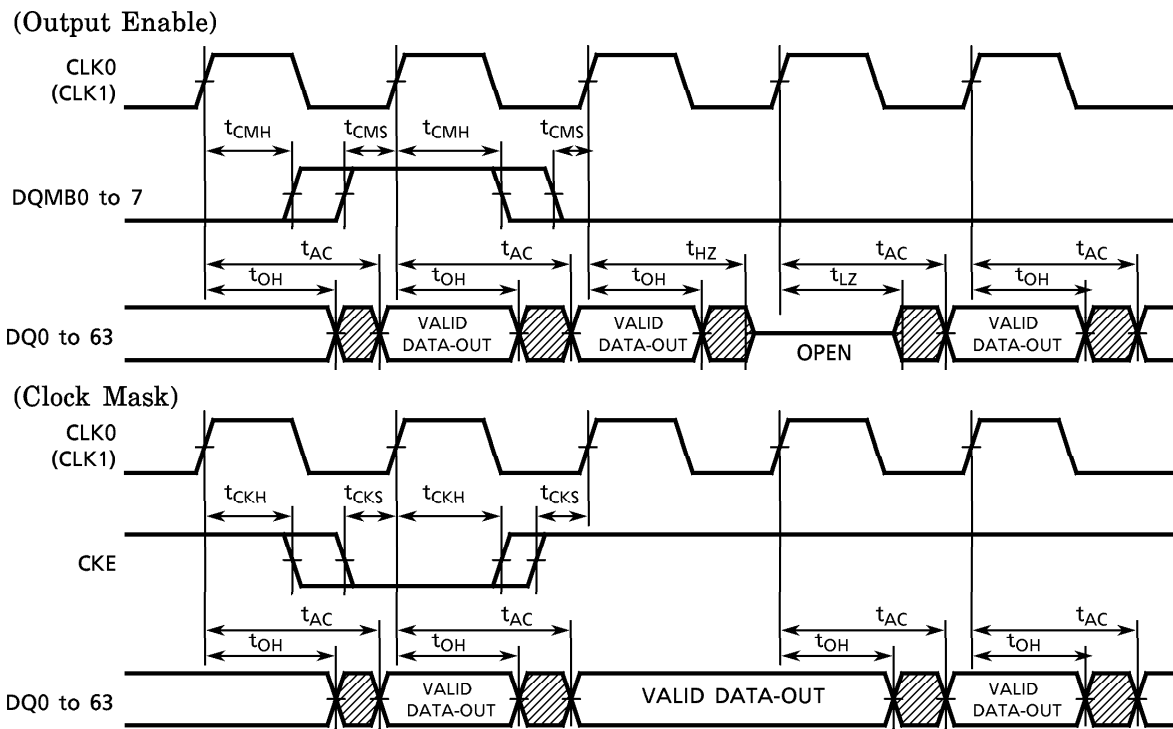 (Output Enable)
CLK0
(CLK1)
tCMH tCMS tCMH tCMS
DQMB0 to 7
tAC tAC tHZ tAC tAC
tOH tOH tOH tLZ tOH
DQ0 to 63
VALID DATA-OUT
VALID DATA-OUT
OPEN
VALID DATA-OUT
(Clock Mask)
CLK0
(CLK1)
tCKH tCKS tCKH tCKS
CKE
tAC tAC tAC tAC
tOH tOH tOH tOH
DQ0 to 63
VALID DATA-OUT
VALID DATA-OUT
VALID DATA-OUT